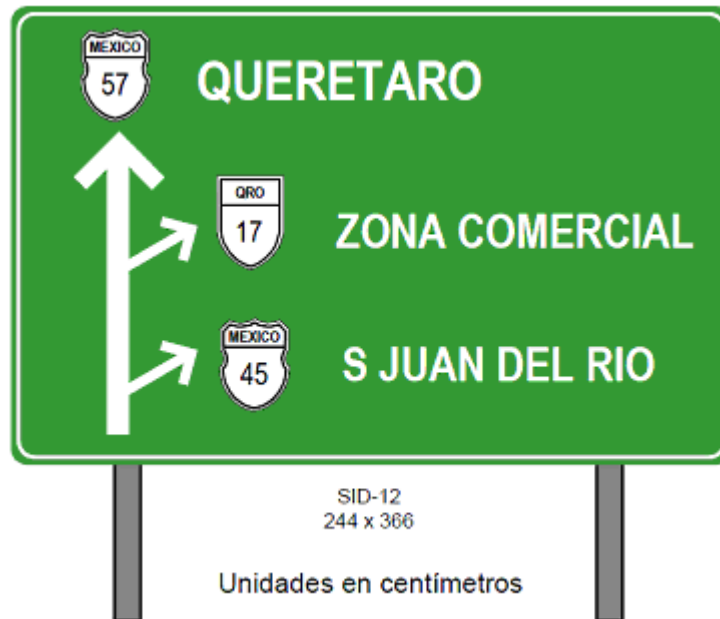 MEXICO
57
QUERETARO
QRO
17
ZONA COMERCIAL
MEXICO
45
S JUAN DEL RIO
SID-12
244 x 366
Unidades en centímetros